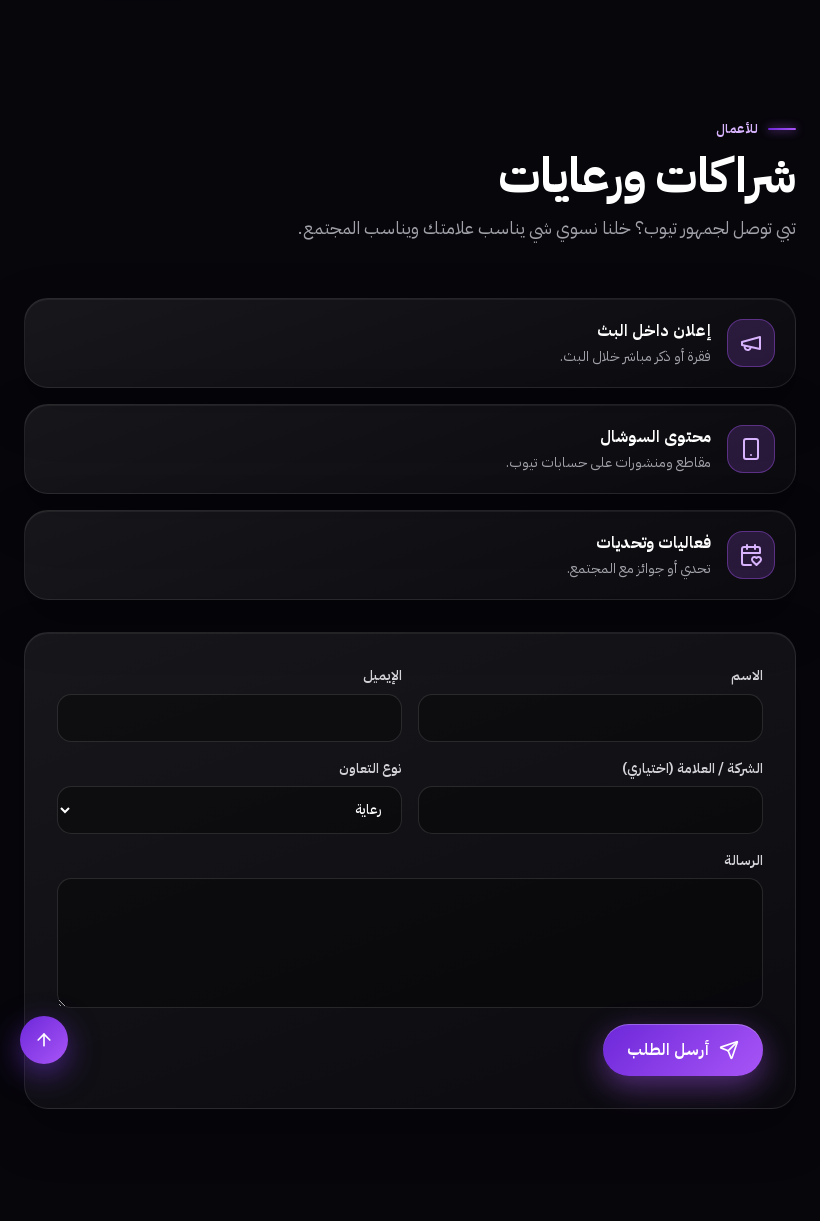 للأعمال
شراكات ورعايات
تبي توصل لجمهور تيوب؟ خلنا نسوي شي يناسب علامتك ويناسب المجتمع.
إعلان داخل البث
فقرة أو ذكر مباشر خلال البث.
محتوى السوشال
مقاطع ومنشورات على حسابات تيوب.
فعاليات وتحديات
تحدي أو جوائز مع المجتمع.
الاسم
الإيميل
الشركة / العلامة (اختياري)
نوع التعاون
رعاية
الرسالة
أرسل الطلب